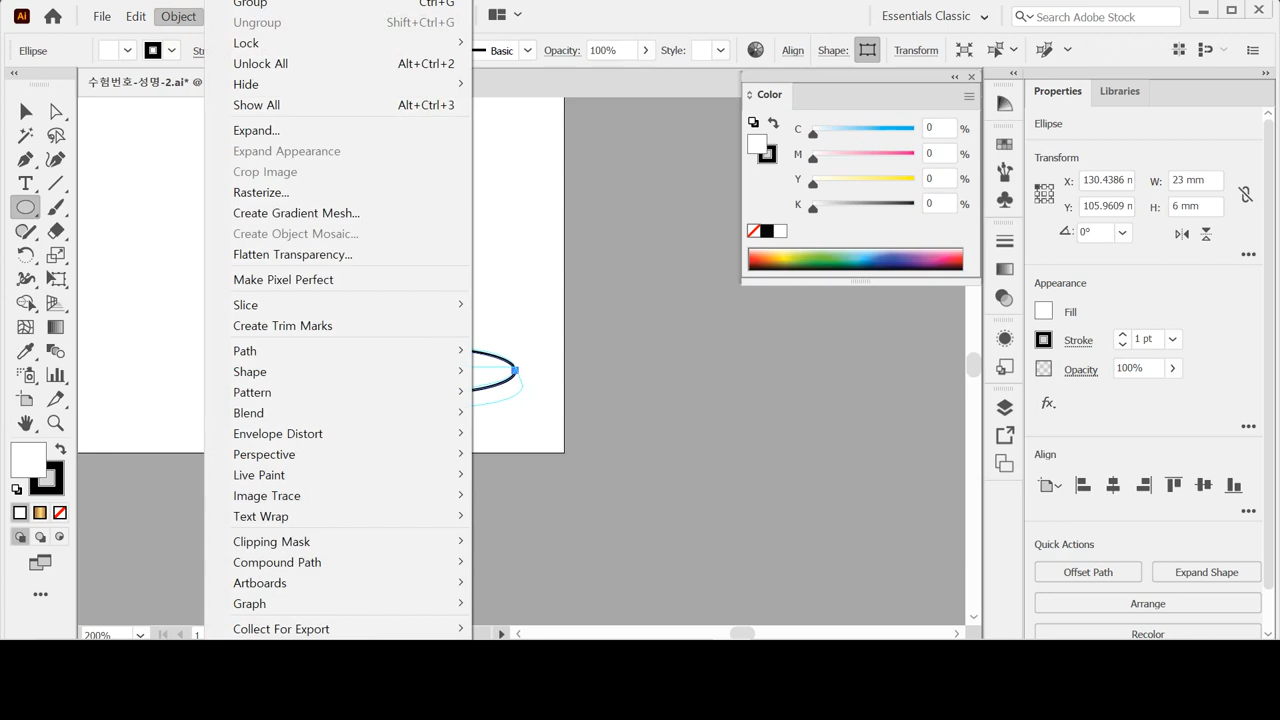 Ai
File
Edit
Object
Essentials Classic
Search Adobe Stock
Ellipse
Basic
Opacity:
100%
Style:
Align
Shape:
Transform
수험번호-성명-2.ai* @
Group Ctrl+G
Ungroup Shift+Ctrl+G
Lock
Unlock All Alt+Ctrl+2
Hide
Show All Alt+Ctrl+3
Expand...
Expand Appearance
Crop Image
Rasterize...
Create Gradient Mesh...
Create Object Mosaic...
Flatten Transparency...
Make Pixel Perfect
Slice
Create Trim Marks
Path
Shape
Pattern
Blend
Envelope Distort
Perspective
Live Paint
Image Trace
Text Wrap
Clipping Mask
Compound Path
Artboards
Graph
Collect For Export
200%
1
Color
C 0 %
M 0 %
Y 0 %
K 0 %
Properties
Libraries
Ellipse
Transform
X: 130.4386 W: 23 mm
Y: 105.9609 H: 6 mm
0°
Appearance
Fill
Stroke 1 pt
Opacity 100%
fx.
Align
Quick Actions
Offset Path
Expand Shape
Arrange
Recolor